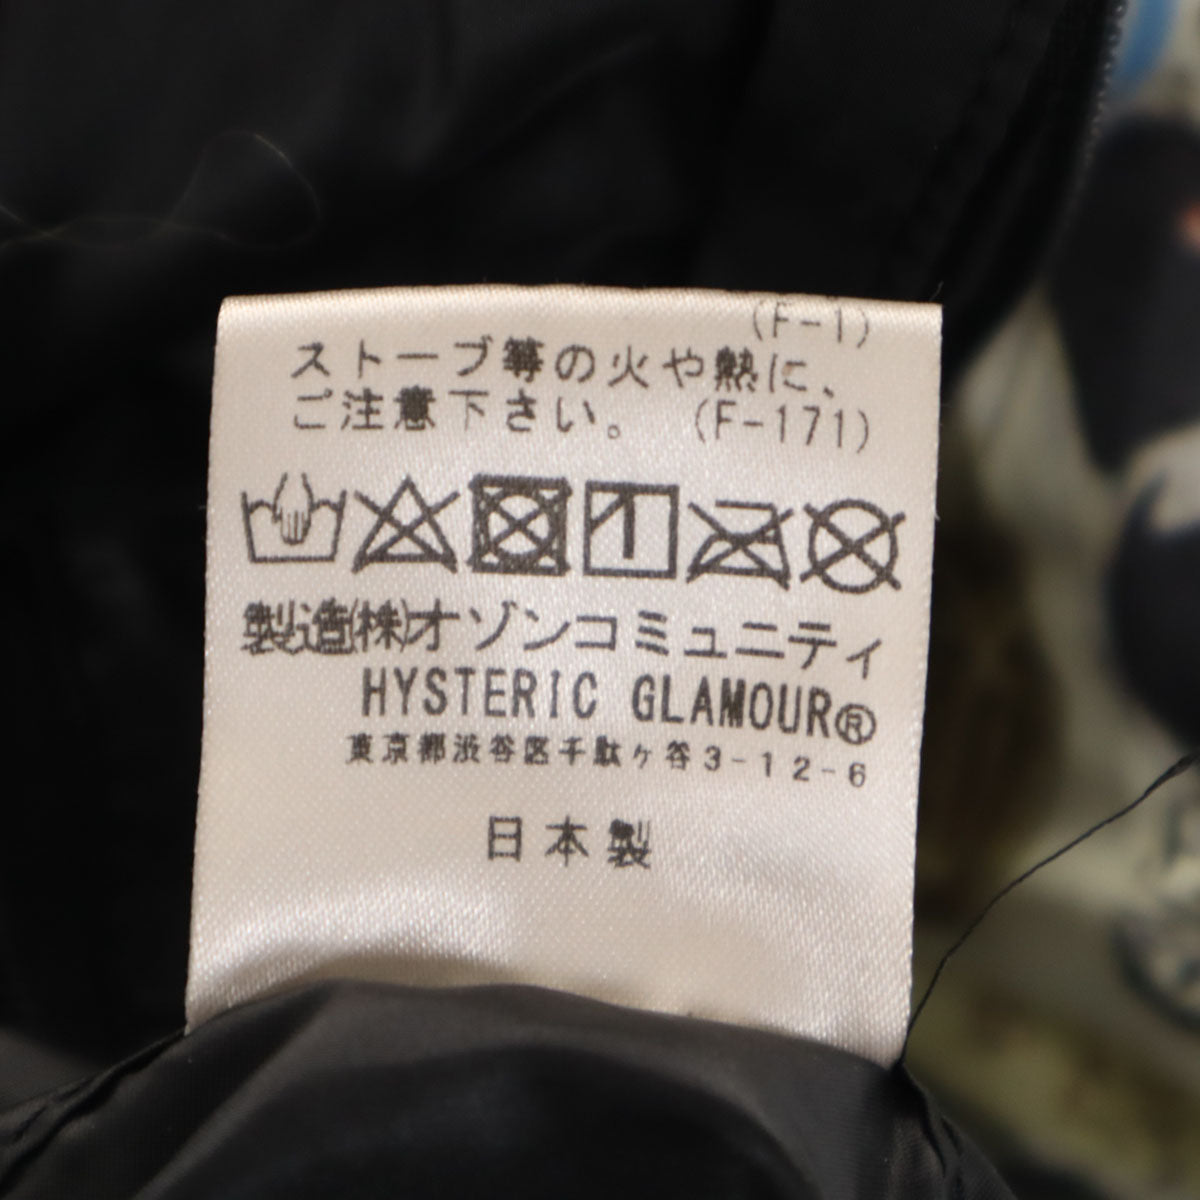 (F-1)
ストーブ等の火や熱に、
ご注意下さい。 (F-171)
製造(株)オゾンコミュニティ
HYSTERIC GLAMOUR®
東京都渋谷区千駄ヶ谷3-12-6
日本製